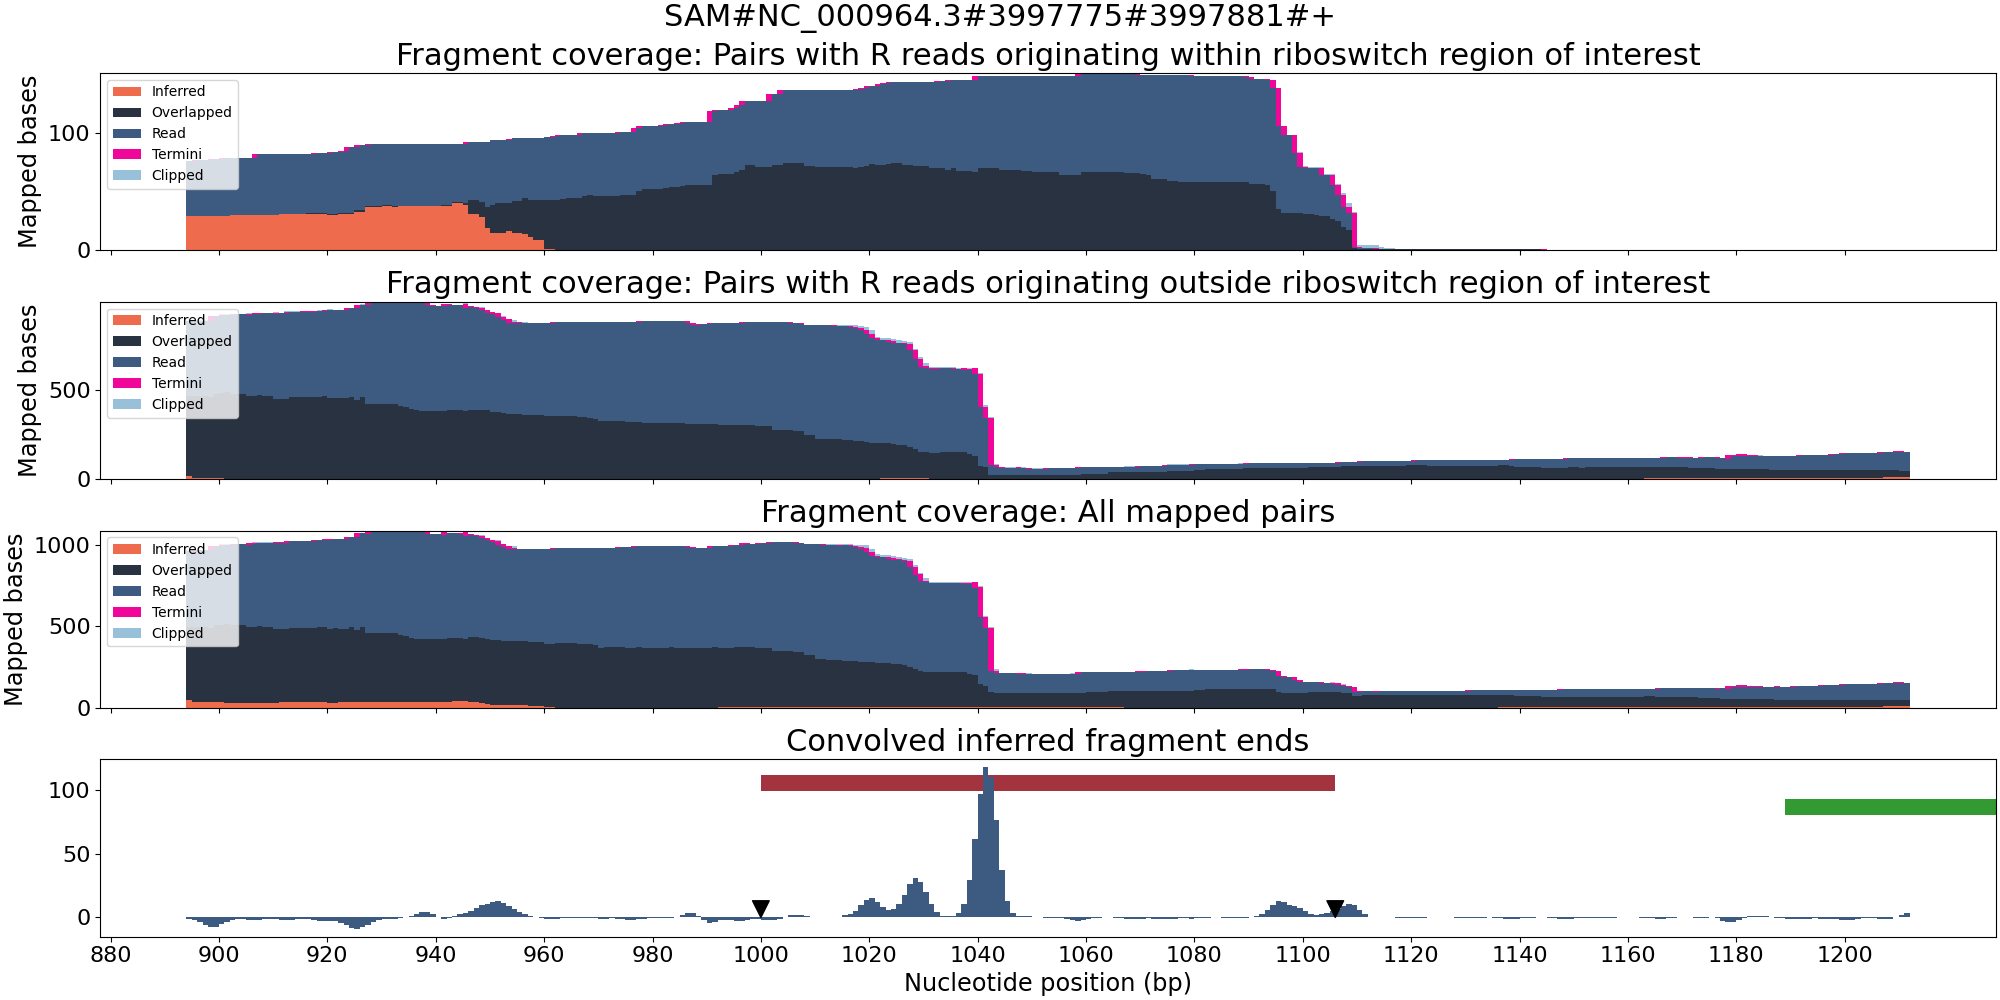 SAM#NC_000964.3#3997775#3997881#+
Fragment coverage: Pairs with R reads originating within riboswitch region of interest
Mapped bases
100
0
Inferred
Overlapped
Read
Termini
Clipped
Fragment coverage: Pairs with R reads originating outside riboswitch region of interest
Mapped bases
500
0
Inferred
Overlapped
Read
Termini
Clipped
Fragment coverage: All mapped pairs
Mapped bases
1000
500
0
Inferred
Overlapped
Read
Termini
Clipped
Convolved inferred fragment ends
100
50
0
880 900 920 940 960 980 1000 1020 1040 1060 1080 1100 1120 1140 1160 1180 1200
Nucleotide position (bp)